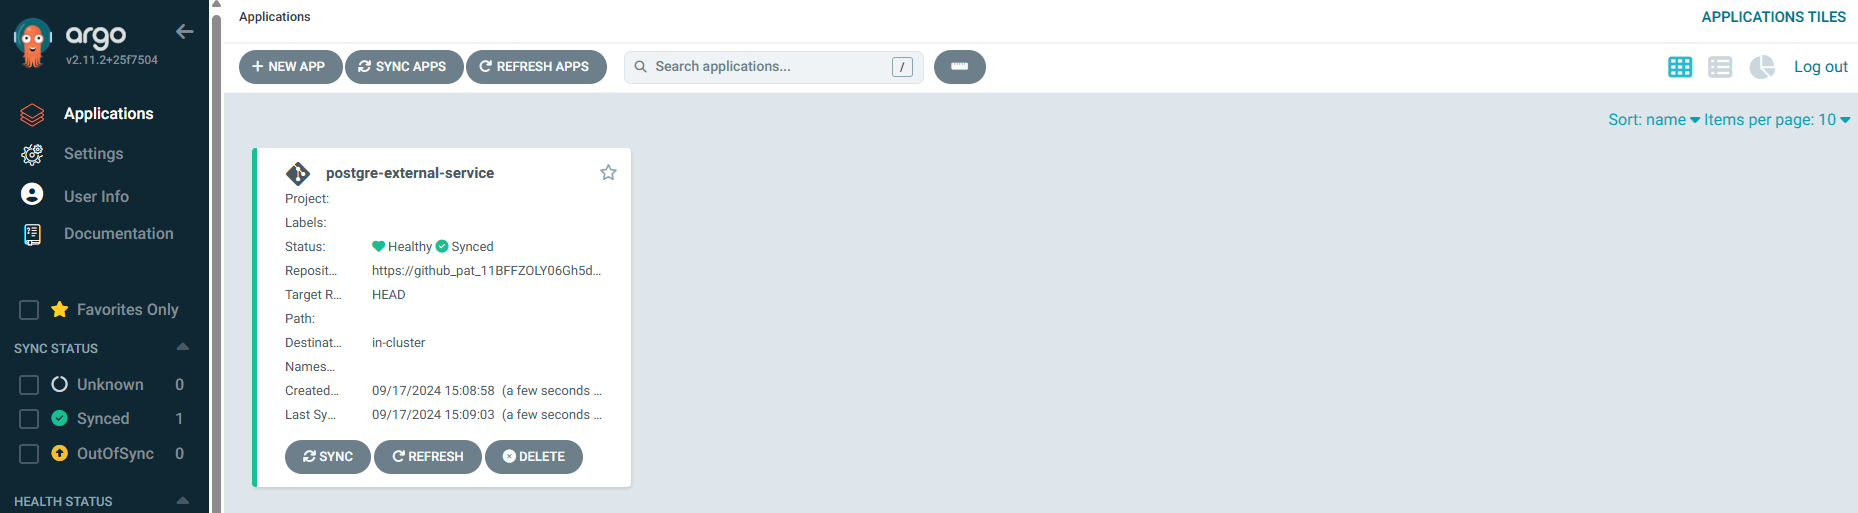 argo
v2.11.2+25f7504
Applications
Settings
User Info
Documentation
Favorites Only
SYNC STATUS
Unknown 0
Synced 1
OutOfSync 0
HEALTH STATUS
Applications
APPLICATIONS TILES
NEW APP
SYNC APPS
REFRESH APPS
Search applications...
/
Log out
Sort: name
Items per page: 10
postgre-external-service
Project:
Labels:
Status: Healthy Synced
Reposit... https://github_pat_11BFFZOLY06Gh5d...
Target R... HEAD
Path:
Destinat... in-cluster
Names...
Created... 09/17/2024 15:08:58 (a few seconds ...
Last Sy... 09/17/2024 15:09:03 (a few seconds ...
SYNC
REFRESH
DELETE